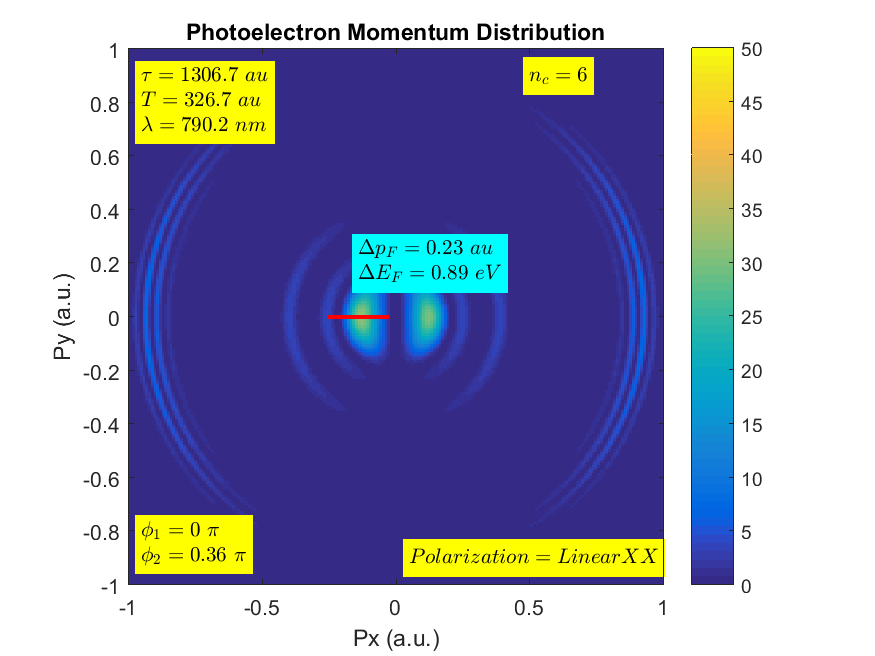 Photoelectron Momentum Distribution
τ = 1306.7 au
T = 326.7 au
λ = 790.2 nm
n_c = 6
Δp_F = 0.23 au
ΔE_F = 0.89 eV
ϕ_1 = 0 π
ϕ_2 = 0.36 π
Polarization = LinearXX
Py (a.u.)
1
0.8
0.6
0.4
0.2
0
-0.2
-0.4
-0.6
-0.8
-1
-1 -0.5 0 0.5 1
Px (a.u.)
50
45
40
35
30
25
20
15
10
5
0